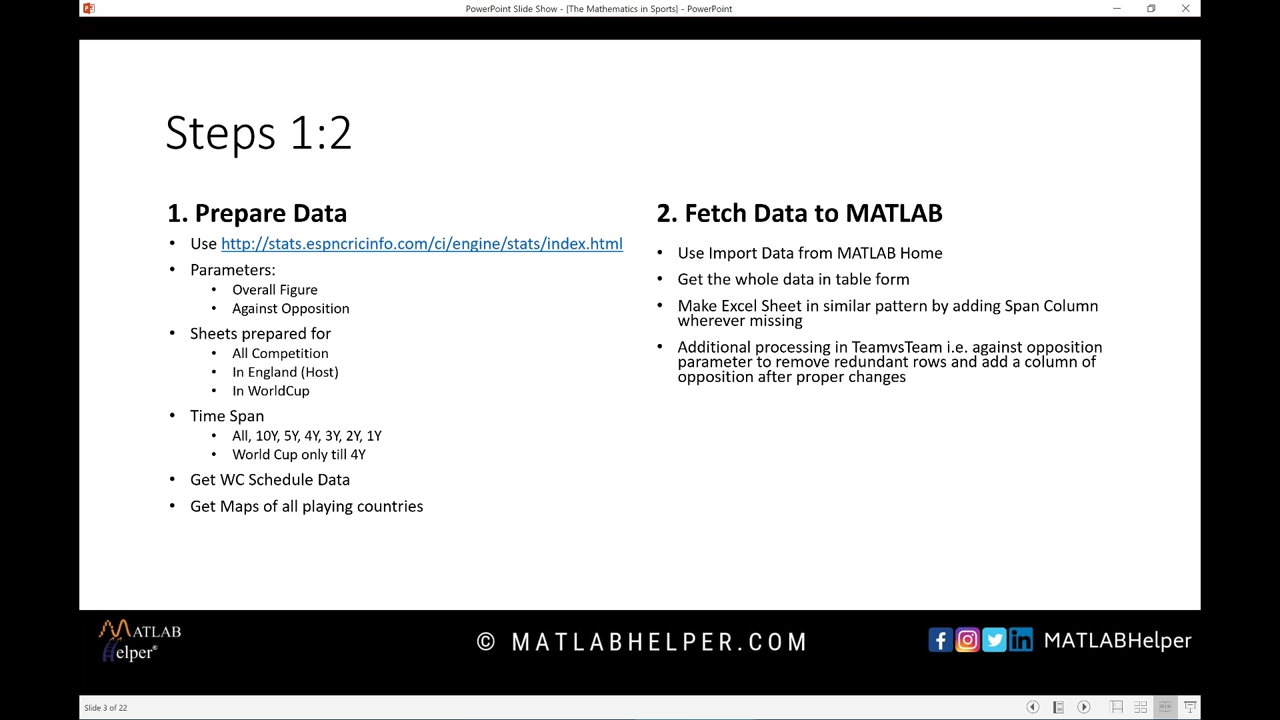 PowerPoint Slide Show - [The Mathematics in Sports] - PowerPoint
Steps 1:2
1. Prepare Data
• Use http://stats.espncricinfo.com/ci/engine/stats/index.html
• Parameters:
• Overall Figure
• Against Opposition
• Sheets prepared for
• All Competition
• In England (Host)
• In WorldCup
• Time Span
• All, 10Y, 5Y, 4Y, 3Y, 2Y, 1Y
• World Cup only till 4Y
• Get WC Schedule Data
• Get Maps of all playing countries
2. Fetch Data to MATLAB
• Use Import Data from MATLAB Home
• Get the whole data in table form
• Make Excel Sheet in similar pattern by adding Span Column
wherever missing
• Additional processing in TeamvsTeam i.e. against opposition
parameter to remove redundant rows and add a column of
opposition after proper changes
MATLAB
Helper®
© MATLABHELPER.COM
MATLABHelper
Slide 3 of 22